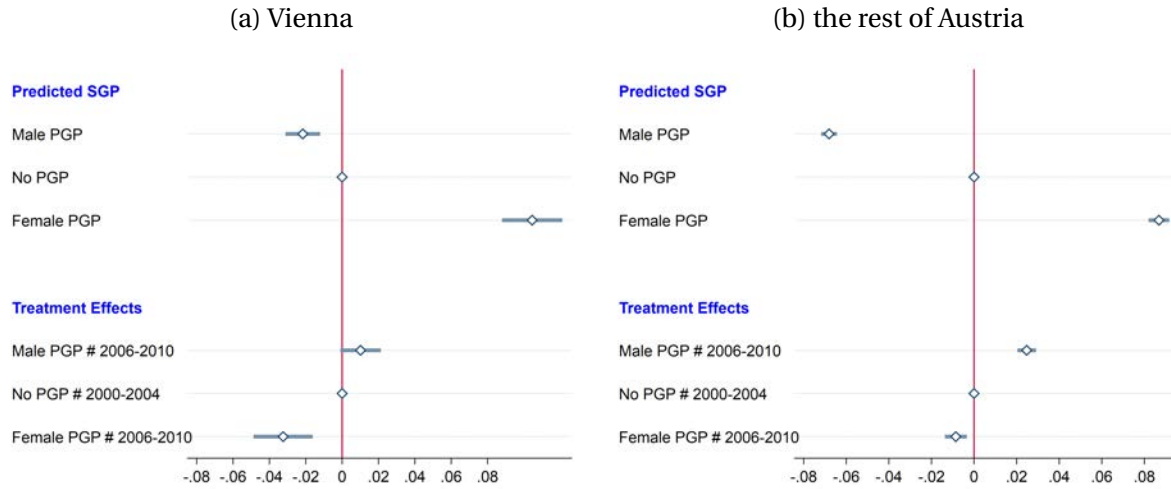 (a) Vienna
Predicted SGP
Male PGP
No PGP
Female PGP
Treatment Effects
Male PGP # 2006-2010
No PGP # 2000-2004
Female PGP # 2006-2010
-.08 -.06 -.04 -.02 0 .02 .04 .06 .08
(b) the rest of Austria
Predicted SGP
Male PGP
No PGP
Female PGP
Treatment Effects
Male PGP # 2006-2010
No PGP # 2000-2004
Female PGP # 2006-2010
-.08 -.06 -.04 -.02 0 .02 .04 .06 .08